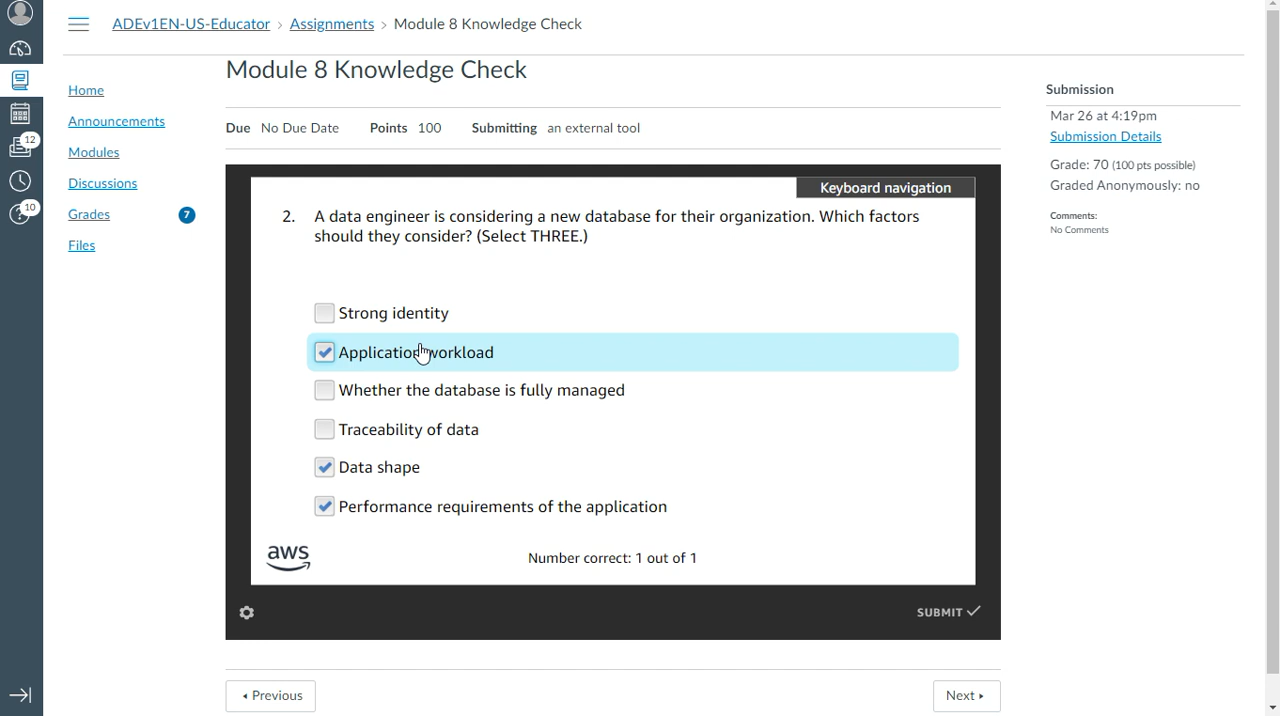 ADEv1EN-US-Educator › Assignments › Module 8 Knowledge Check
Module 8 Knowledge Check
Home
Announcements
Modules
Discussions
Grades 7
Files
12
10
Due No Due Date Points 100 Submitting an external tool
Keyboard navigation
2. A data engineer is considering a new database for their organization. Which factors
should they consider? (Select THREE.)
Strong identity
Application workload
Whether the database is fully managed
Traceability of data
Data shape
Performance requirements of the application
aws
Number correct: 1 out of 1
SUBMIT
Previous
Next
Submission
Mar 26 at 4:19pm
Submission Details
Grade: 70 (100 pts possible)
Graded Anonymously: no
Comments:
No Comments